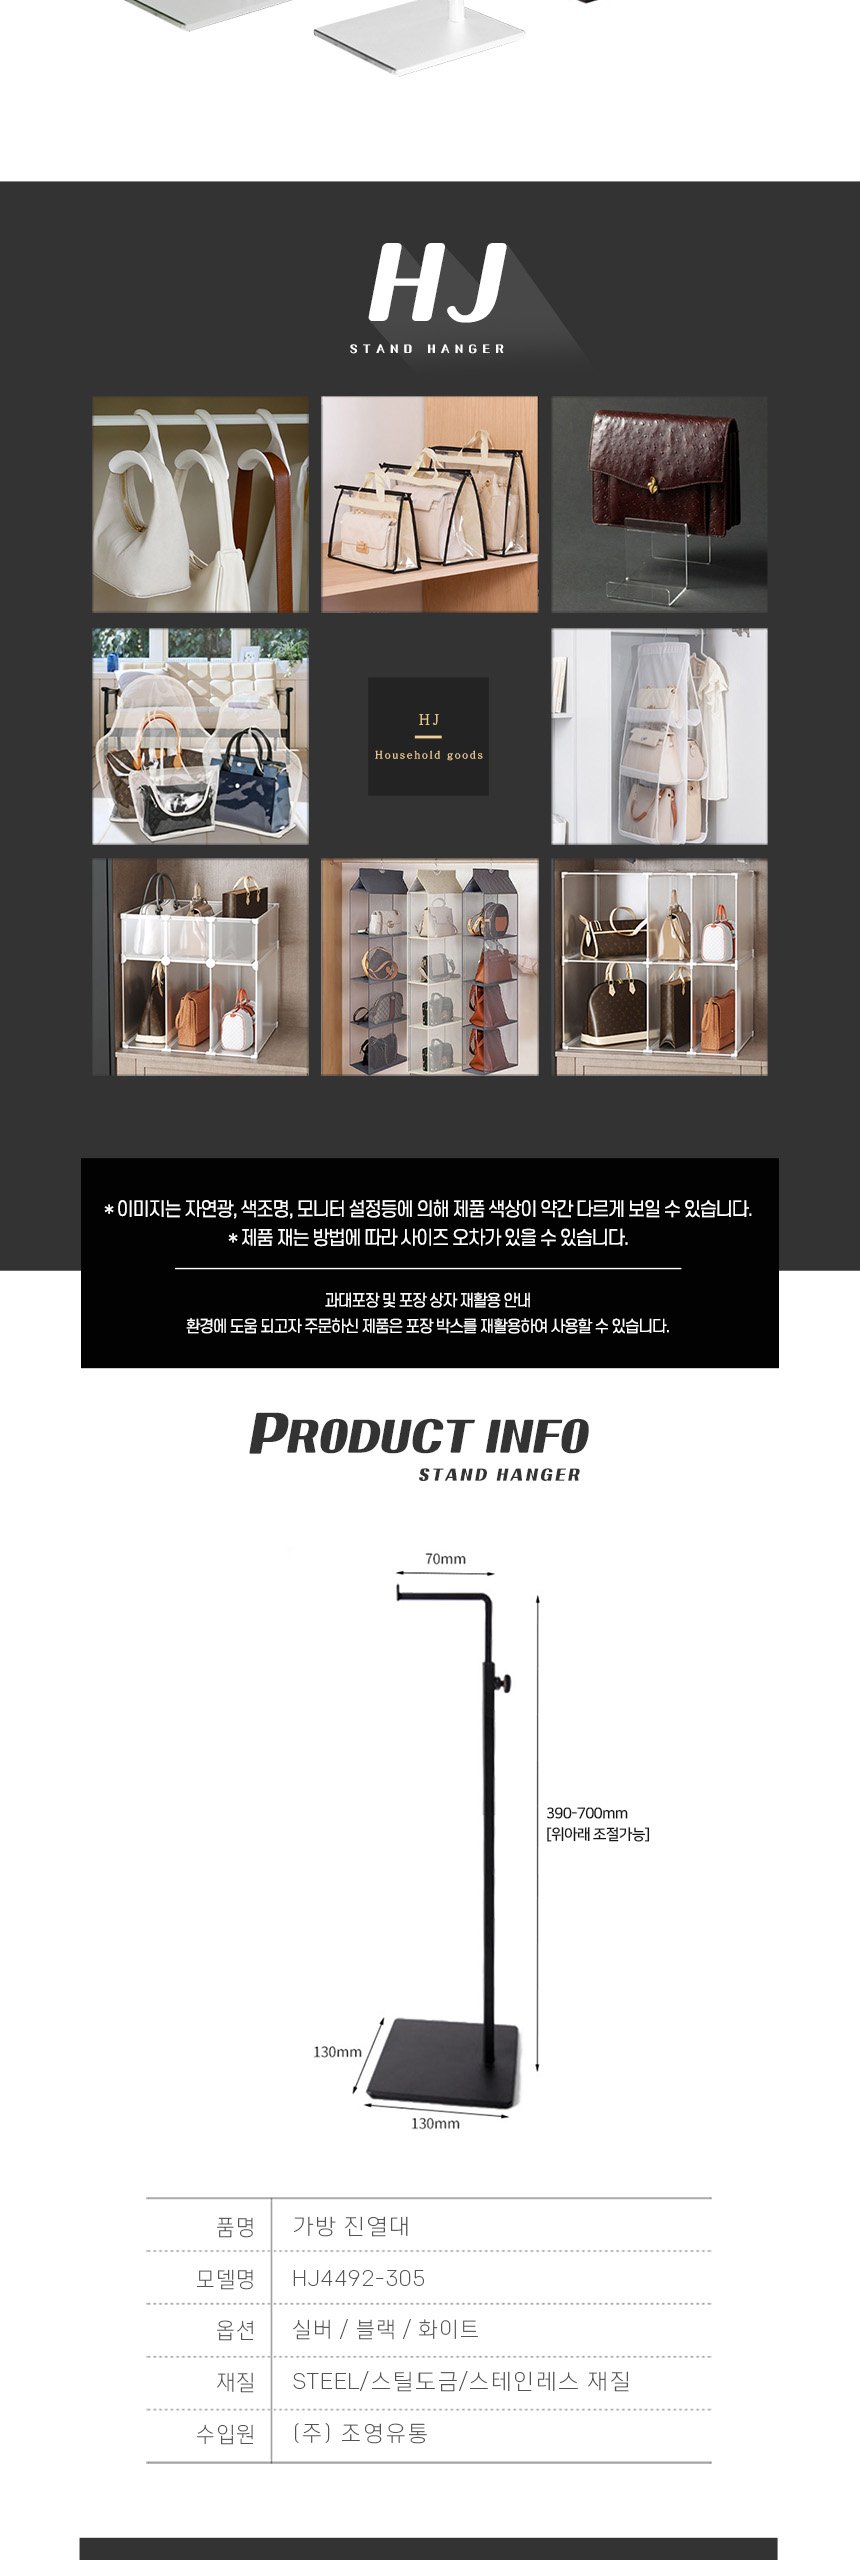 HJ
STAND HANGER
HJ
Household goods
* 이미지는 자연광, 색조명, 모니터 설정등에 의해 제품 색상이 약간 다르게 보일 수 있습니다.
* 제품 재는 방법에 따라 사이즈 오차가 있을 수 있습니다.
과대포장 및 포장 상자 재활용 안내
환경에 도움 되고자 주문하신 제품은 포장 박스를 재활용하여 사용할 수 있습니다.
PRODUCT INFO
STAND HANGER
70mm
390-700mm
[위아래 조절가능]
130mm
130mm
품명 가방 진열대
모델명 HJ4492-305
옵션 실버 / 블랙 / 화이트
재질 STEEL/스틸도금/스테인레스 재질
수입원 (주) 조영유통